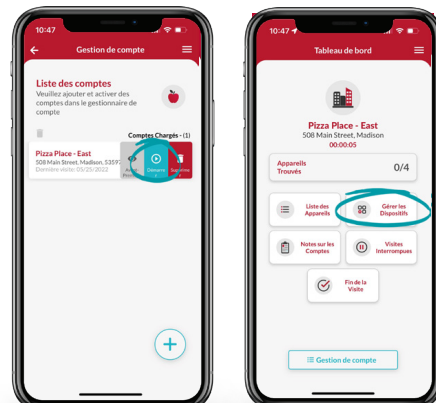 10:47
Gestion de compte
Liste des comptes
Veuillez ajouter et activer des
comptes dans le gestionnaire de
compte
Comptes Chargés - (1)
Pizza Place - East
508 Main Street, Madison, 5359
Dernière visite: 05/25/2022
Démarre
r
Supprime
r
+
10:47
Tableau de bord
Pizza Place - East
508 Main Street, Madison
00:00:05
Appareils
Trouvés
0/4
Liste des
Appareils
Gérer les
Dispositifs
Notes sur les
Comptes
Visites
Interrompues
Fin de la
Visite
Gestion de compte